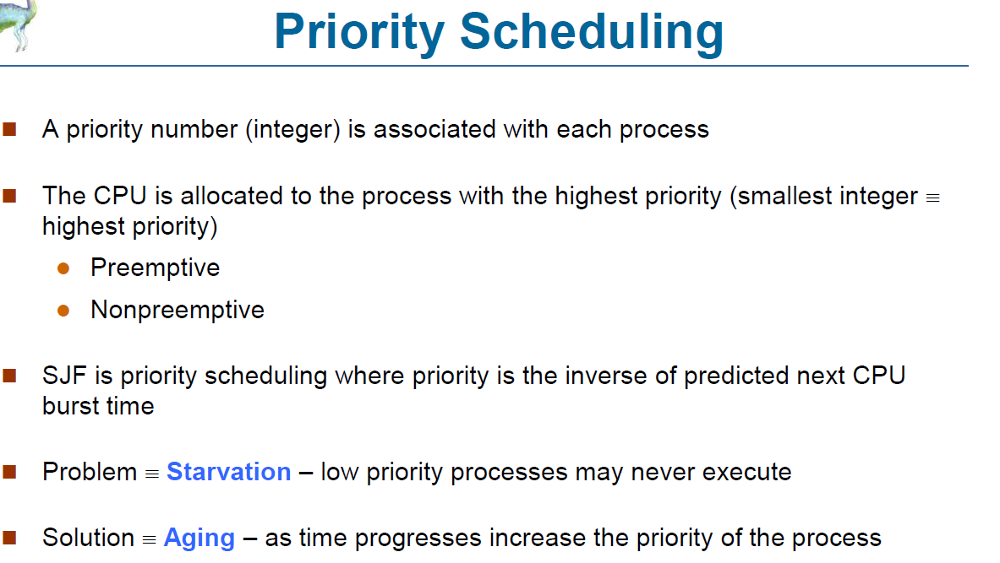 Priority Scheduling
A priority number (integer) is associated with each process
The CPU is allocated to the process with the highest priority (smallest integer ≡
highest priority)
Preemptive
Nonpreemptive
SJF is priority scheduling where priority is the inverse of predicted next CPU
burst time
Problem ≡ Starvation – low priority processes may never execute
Solution ≡ Aging – as time progresses increase the priority of the process